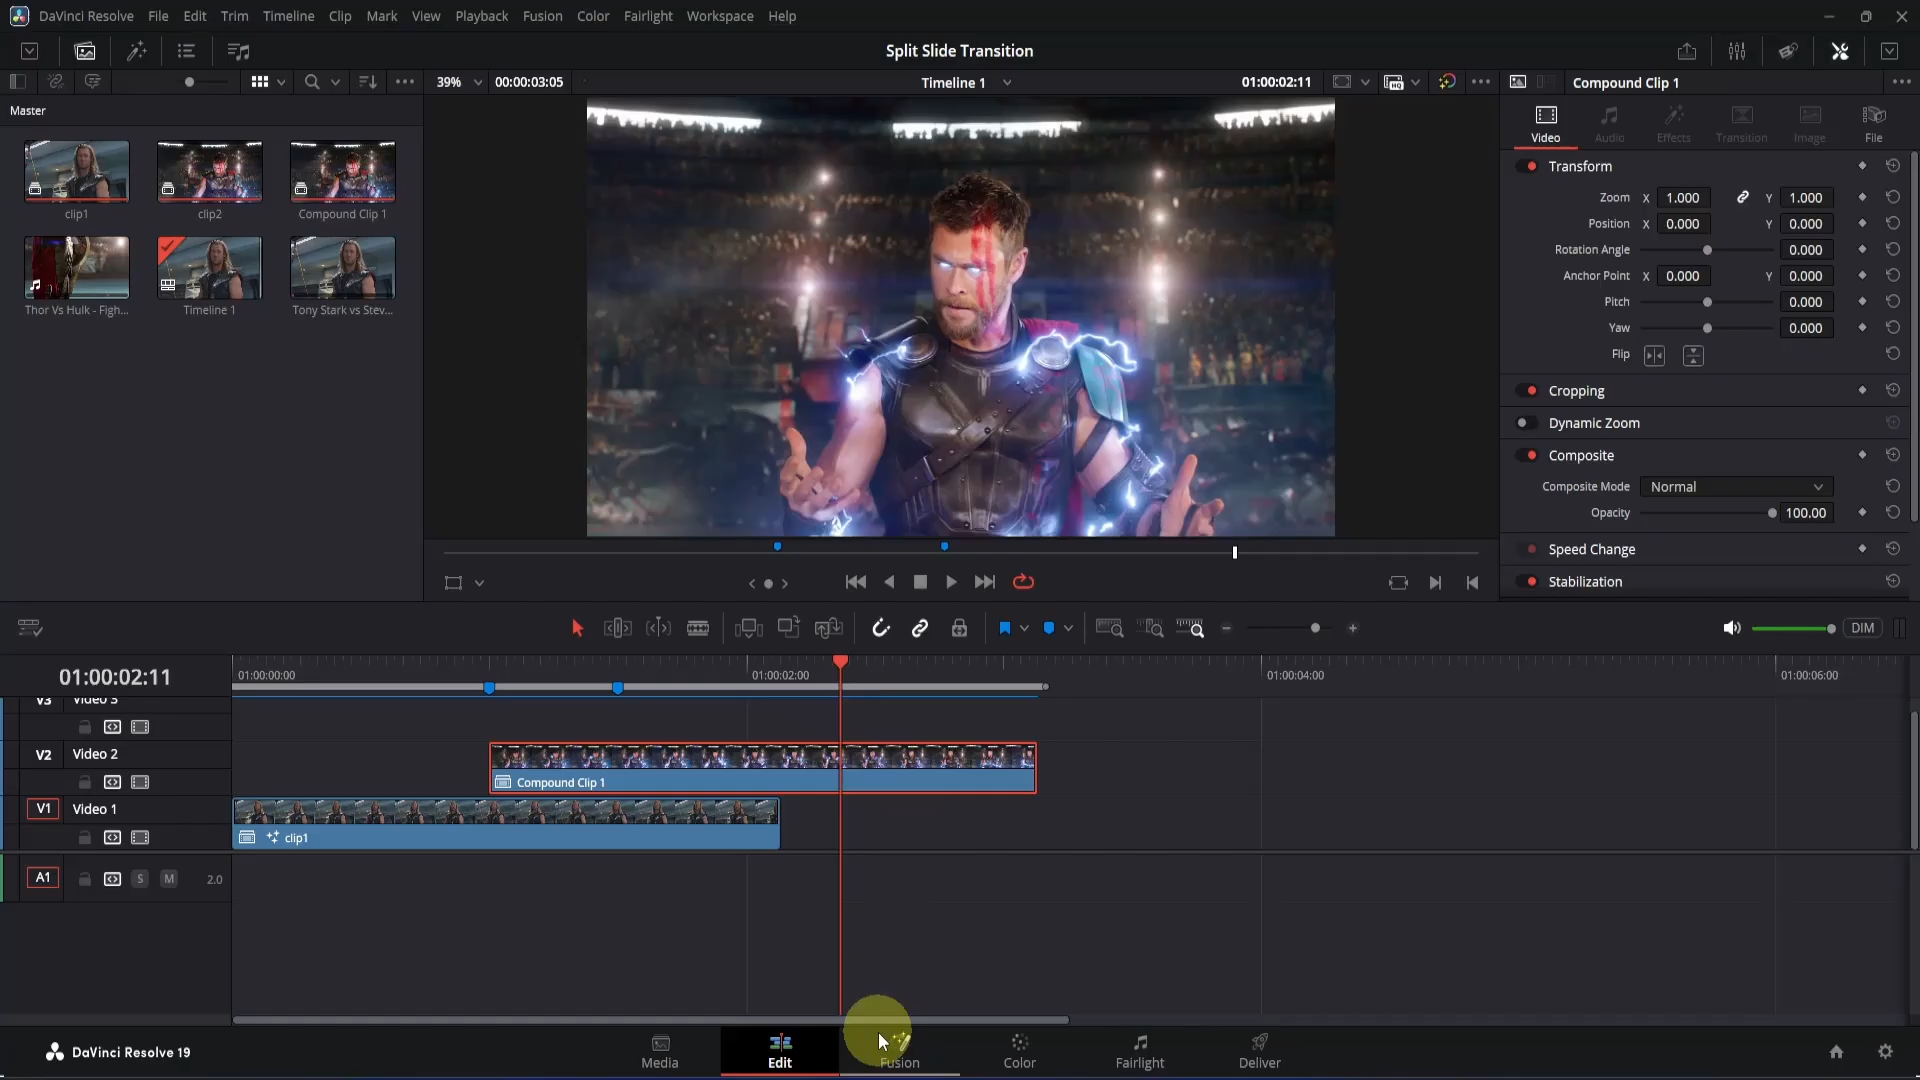 DaVinci Resolve File Edit Trim Timeline Clip Mark View Playback Fusion Color Fairlight Workspace Help
Split Slide Transition
39% 00:00:03:05 Timeline 1 01:00:02:11 Compound Clip 1
Master
Video Audio Effects Transition Image File
clip1 clip2 Compound Clip 1
Thor Vs Hulk - Figh... Timeline 1 Tony Stark vs Stev...
Transform
Zoom X 1.000 Y 1.000
Position X 0.000 Y 0.000
Rotation Angle 0.000
Anchor Point X 0.000 Y 0.000
Pitch 0.000
Yaw 0.000
Flip
Cropping
Dynamic Zoom
Composite
Composite Mode Normal
Opacity 100.00
Speed Change
Stabilization
DIM
01:00:02:11
01:00:00:00 01:00:02:00 01:00:04:00 01:00:06:00
V3 Video 3
V2 Video 2
Compound Clip 1
V1 Video 1
clip1
A1 S M 2.0
DaVinci Resolve 19
Media Edit Fusion Color Fairlight Deliver